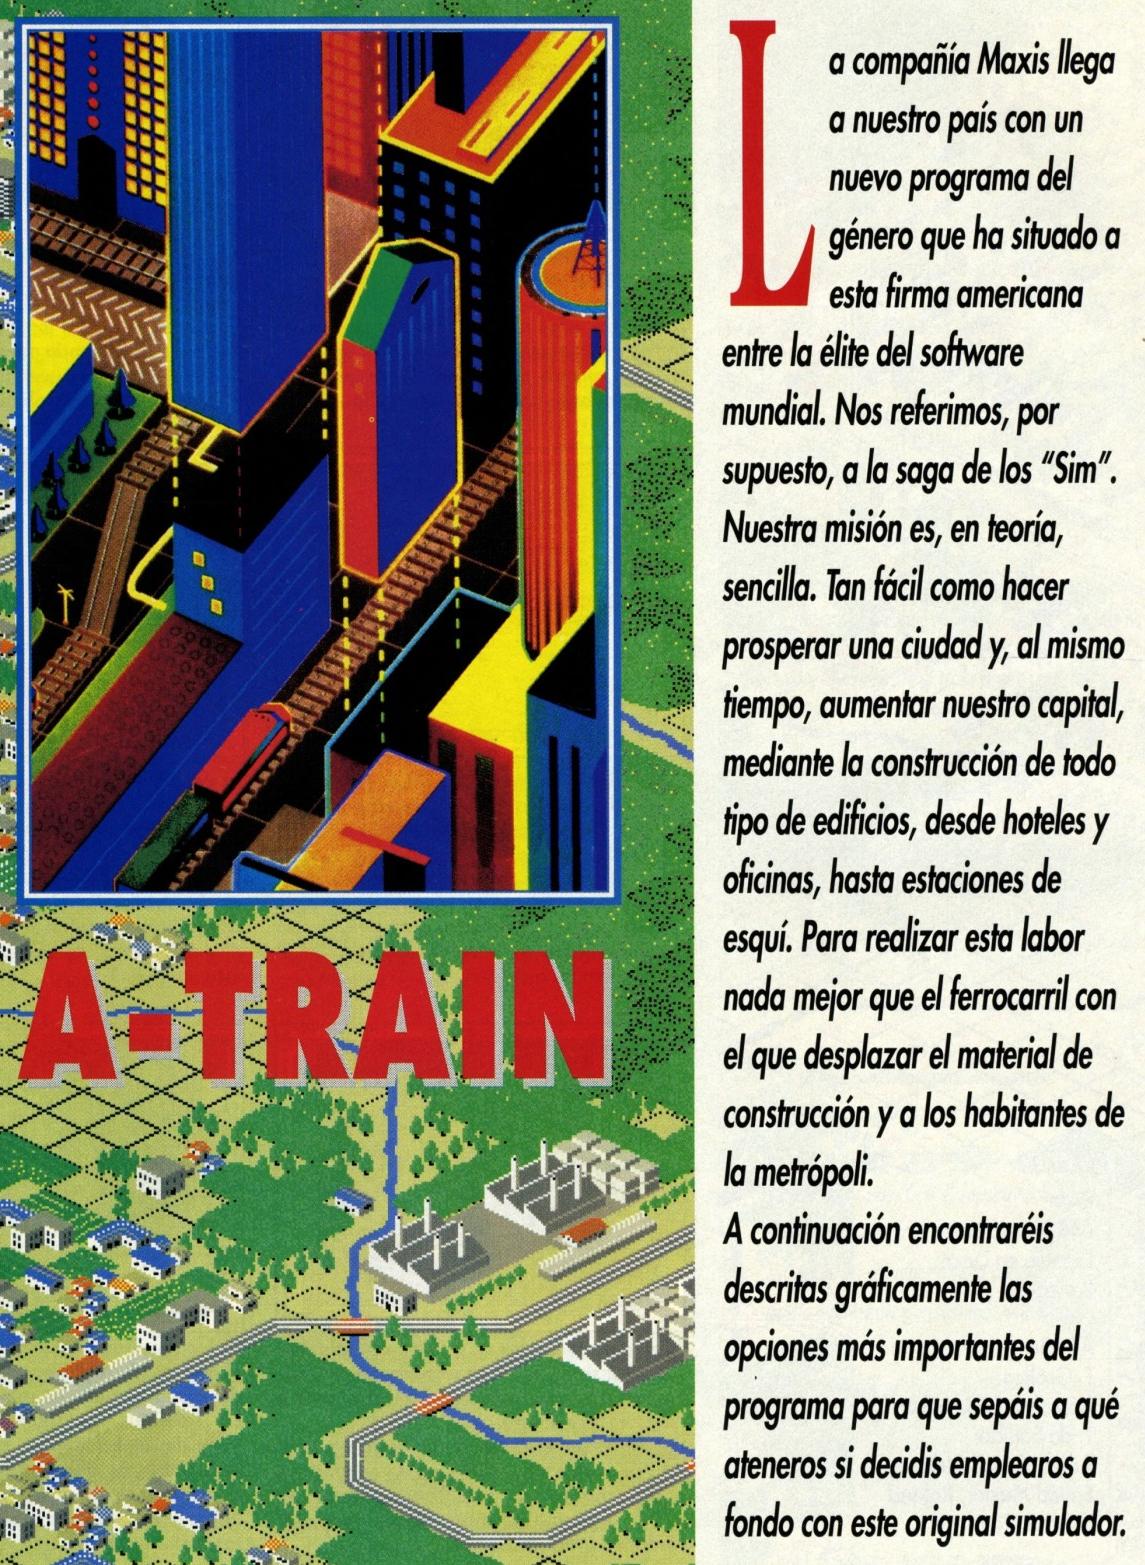 A-TRAIN
La compañía Maxis llega
a nuestro país con un
nuevo programa del
género que ha situado a
esta firma americana
entre la élite del software
mundial. Nos referimos, por
supuesto, a la saga de los “Sim”.
Nuestra misión es, en teoría,
sencilla. Tan fácil como hacer
prosperar una ciudad y, al mismo
tiempo, aumentar nuestro capital,
mediante la construcción de todo
tipo de edificios, desde hoteles y
oficinas, hasta estaciones de
esquí. Para realizar esta labor
nada mejor que el ferrocarril con
el que desplazar el material de
construcción y a los habitantes de
la metrópoli.
A continuación encontraréis
descritas gráficamente las
opciones más importantes del
programa para que sepáis a qué
ateneros si decidis emplearos a
fondo con este original simulador.